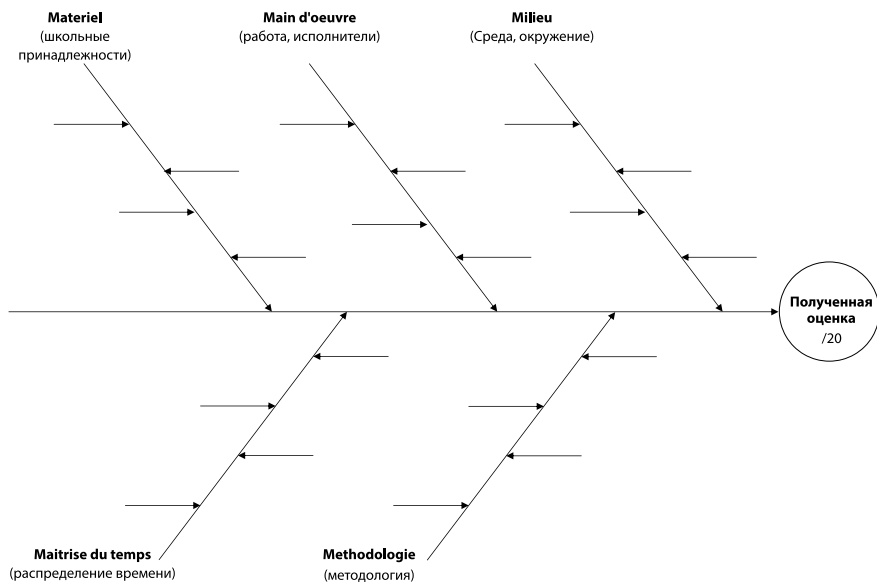 Materiel
(школьные
принадлежности)
Main d'oeuvre
(работа, исполнители)
Milieu
(Среда, окружение)
Полученная
оценка
/20
Maitrise du temps
(распределение времени)
Methodologie
(методология)